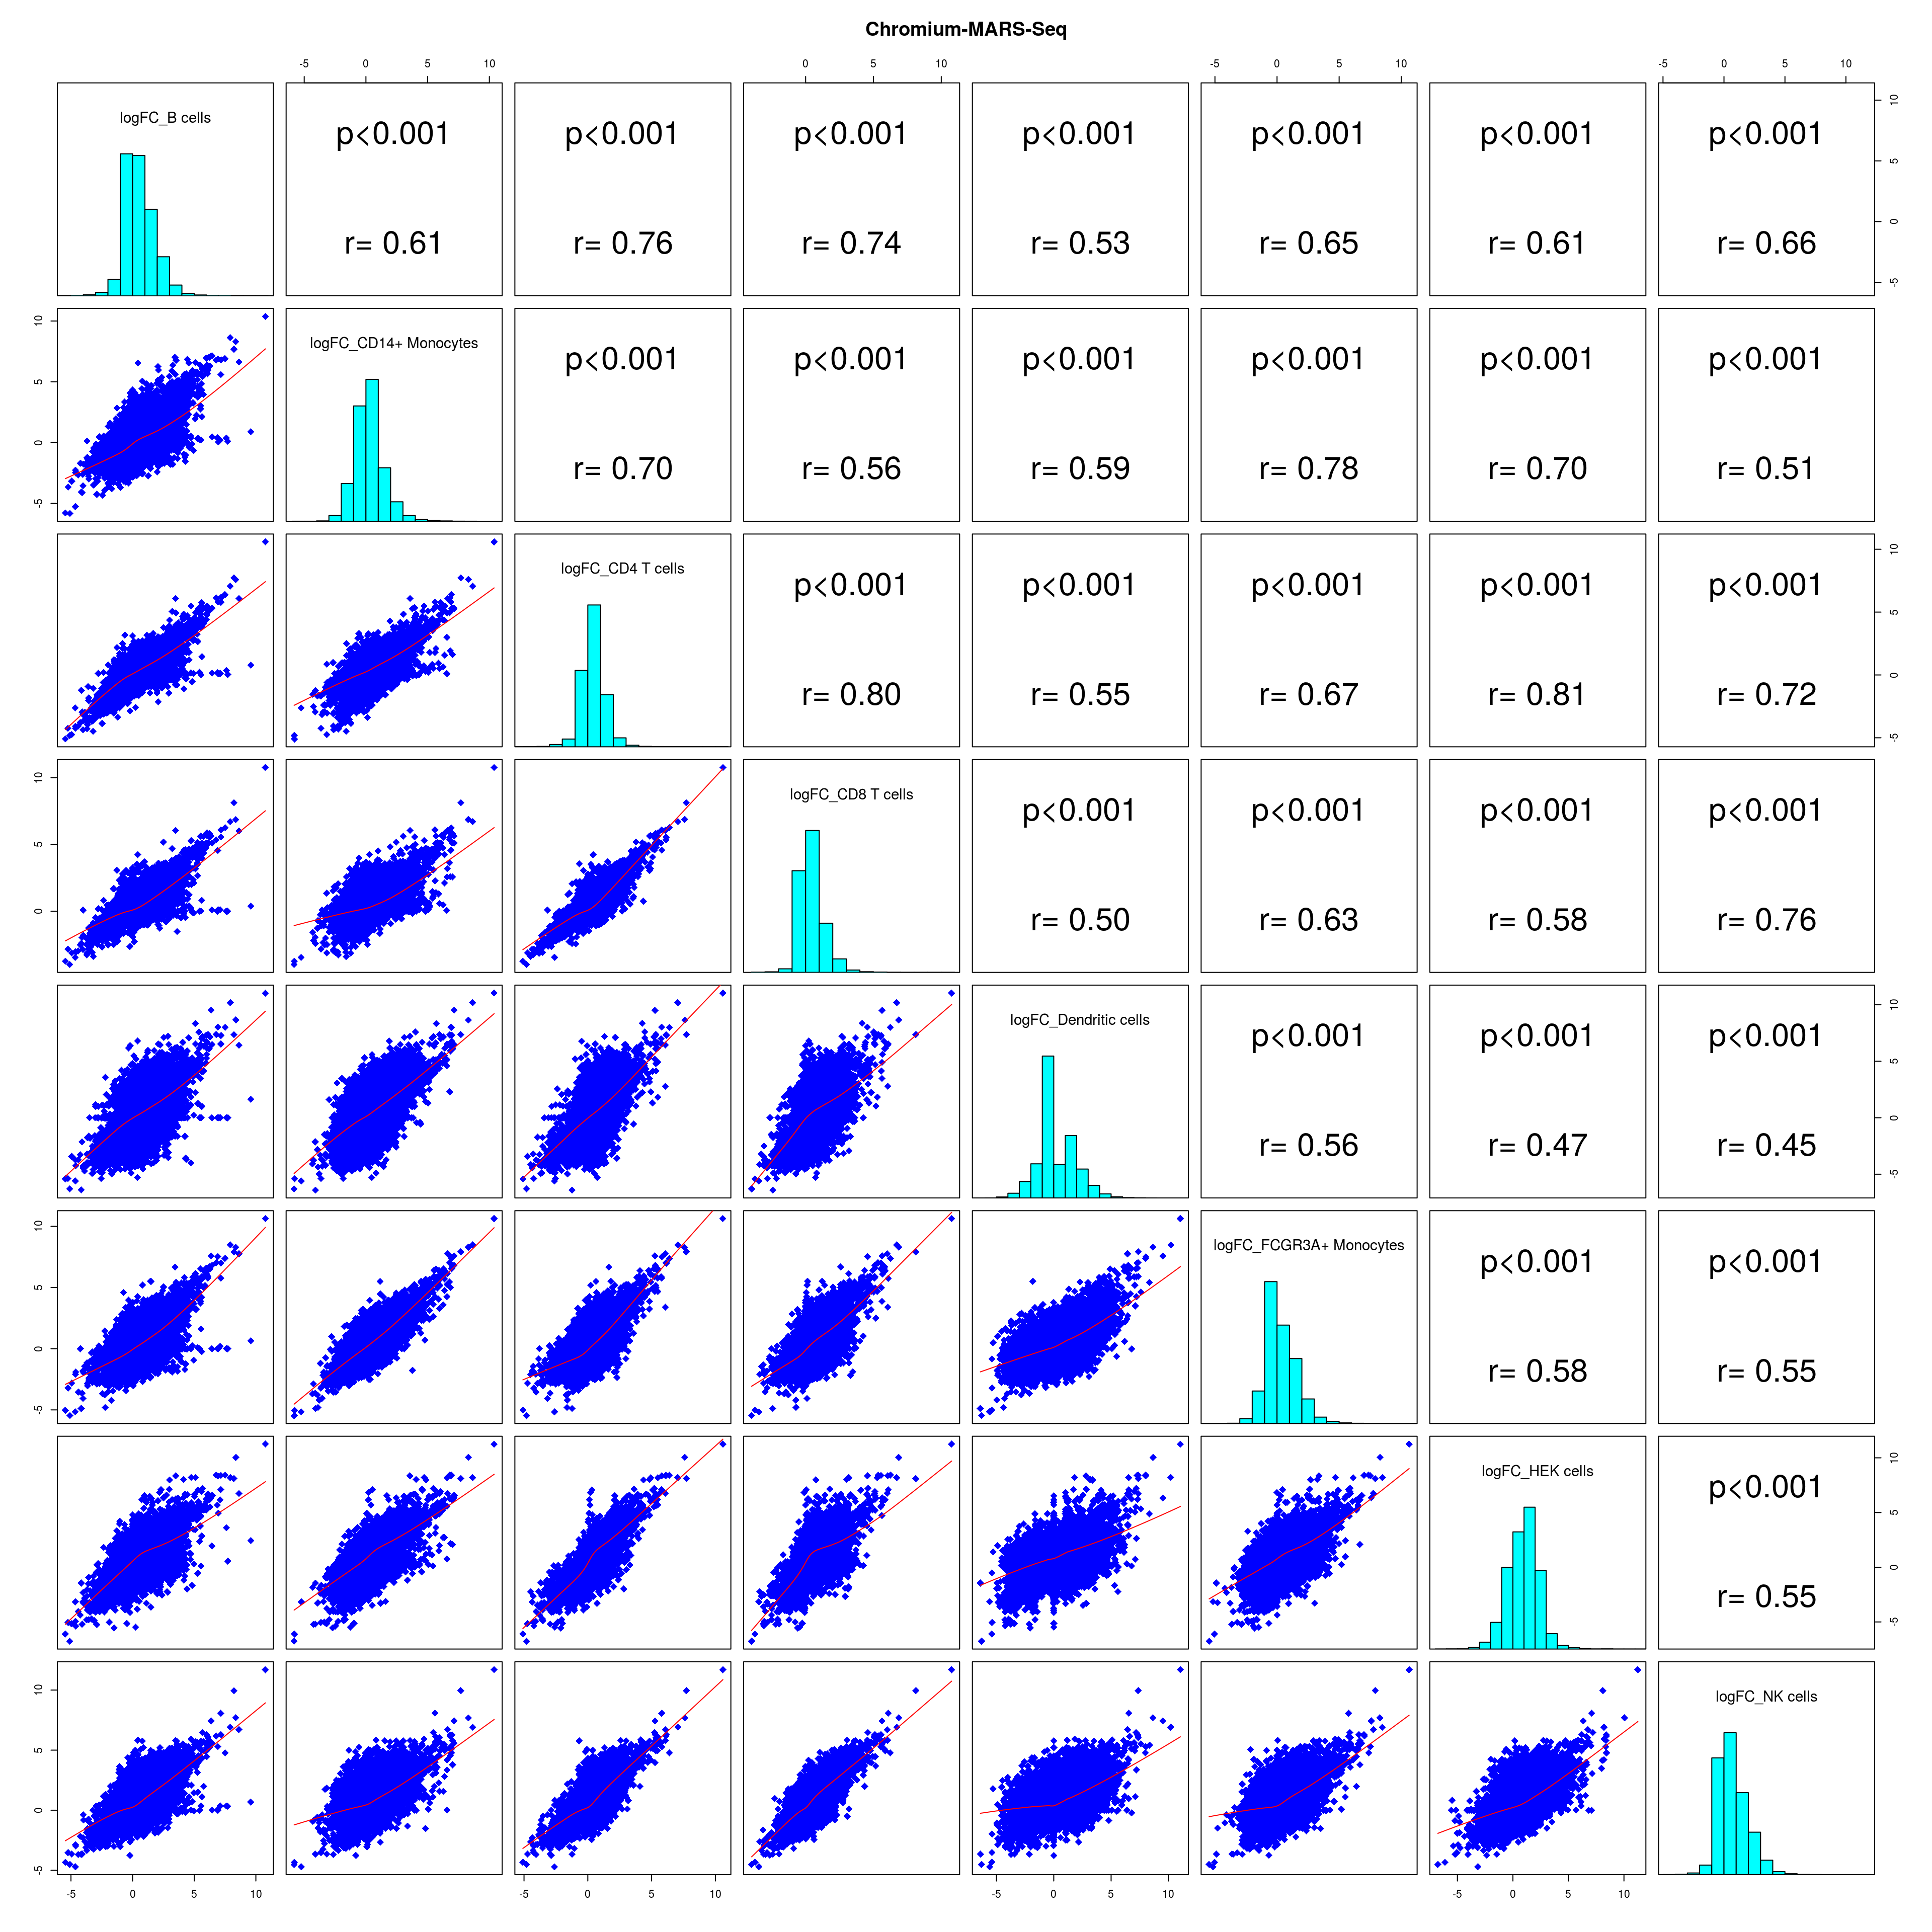 Chromium-MARS-Seq
-5 0 5 10 0 5 10 -5 0 5 10 -5 0 5 10
logFC_B cells
p<0.001 p<0.001 p<0.001 p<0.001 p<0.001 p<0.001 p<0.001
r= 0.61 r= 0.76 r= 0.74 r= 0.53 r= 0.65 r= 0.61 r= 0.66
10
5
0
-5
10
5
0
-5
logFC_CD14+ Monocytes
p<0.001 p<0.001 p<0.001 p<0.001 p<0.001 p<0.001
r= 0.70 r= 0.56 r= 0.59 r= 0.78 r= 0.70 r= 0.51
logFC_CD4 T cells
p<0.001 p<0.001 p<0.001 p<0.001 p<0.001
r= 0.80 r= 0.55 r= 0.67 r= 0.81 r= 0.72
10
5
0
-5
10
5
0
logFC_CD8 T cells
p<0.001 p<0.001 p<0.001 p<0.001
r= 0.50 r= 0.63 r= 0.58 r= 0.76
logFC_Dendritic cells
p<0.001 p<0.001 p<0.001
r= 0.56 r= 0.47 r= 0.45
10
5
0
-5
10
5
0
-5
logFC_FCGR3A+ Monocytes
p<0.001 p<0.001
r= 0.58 r= 0.55
logFC_HEK cells
p<0.001
r= 0.55
10
5
0
-5
10
5
0
-5
logFC_NK cells
-5 0 5 10 -5 0 5 10 -5 0 5 10 -5 0 5 10